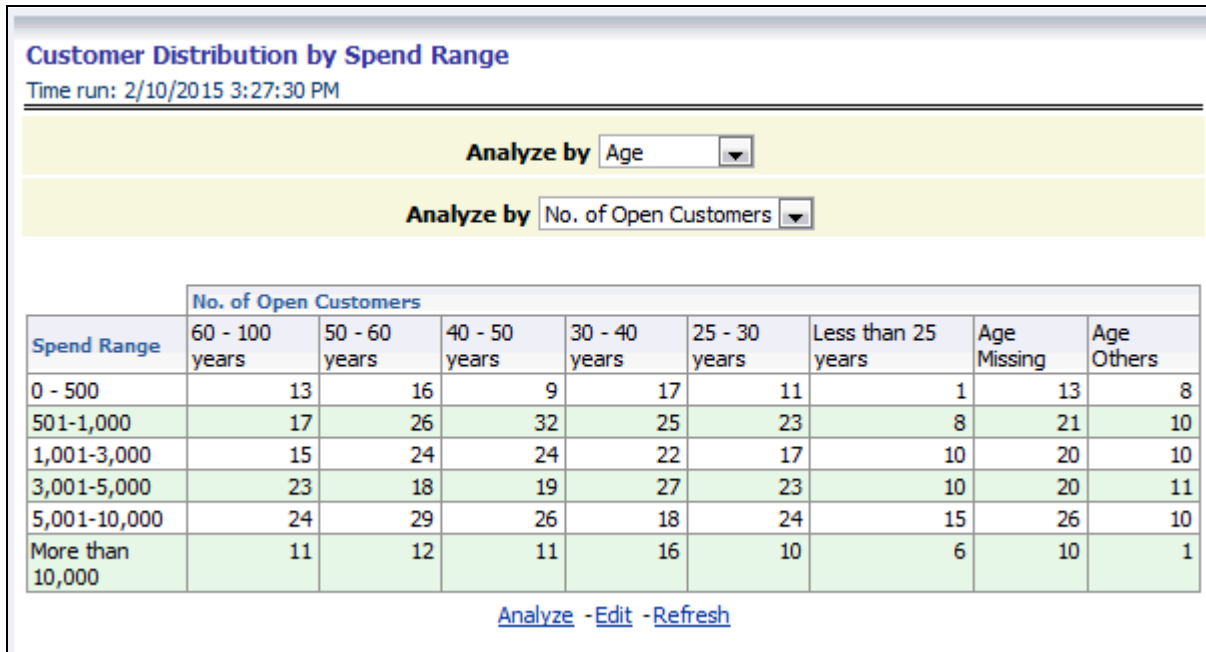 Customer Distribution by Spend Range
Time run: 2/10/2015 3:27:30 PM
Analyze by Age
Analyze by No. of Open Customers
No. of Open Customers
Spend Range 60 - 100 years 50 - 60 years 40 - 50 years 30 - 40 years 25 - 30 years Less than 25 years Age Missing Age Others
0 - 500 13 16 9 17 11 1 13 8
501-1,000 17 26 32 25 23 8 21 10
1,001-3,000 15 24 24 22 17 10 20 10
3,001-5,000 23 18 19 27 23 10 20 11
5,001-10,000 24 29 26 18 24 15 26 10
More than 10,000 11 12 11 16 10 6 10 1
Analyze - Edit - Refresh